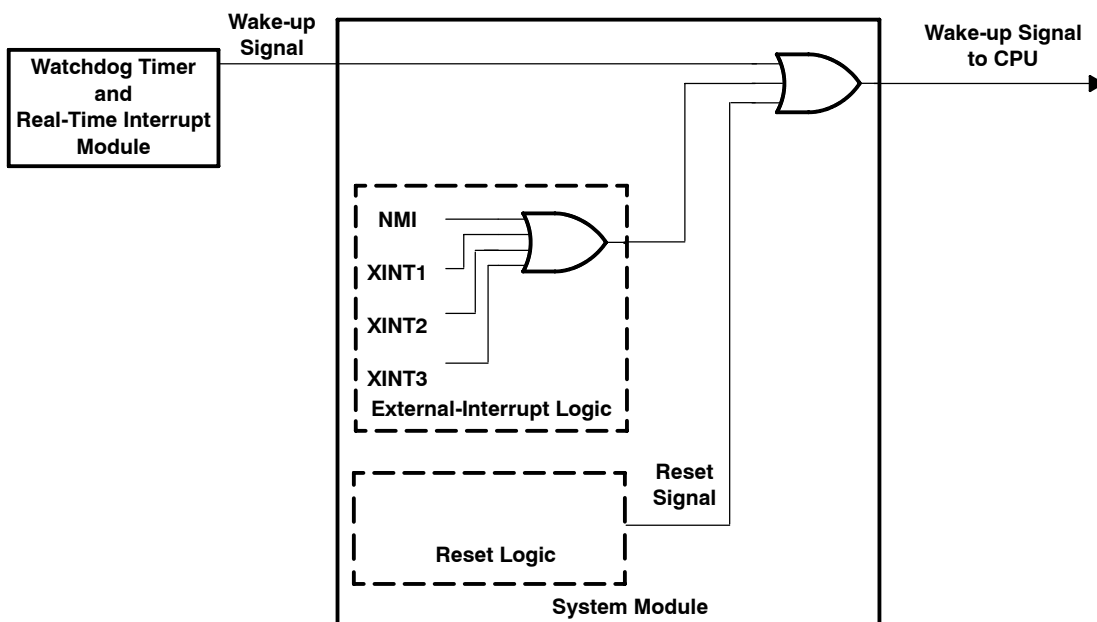 Wake-up
Signal
Watchdog Timer
and
Real-Time Interrupt
Module
Wake-up Signal
to CPU
NMI
XINT1
XINT2
XINT3
External-Interrupt Logic
Reset
Signal
Reset Logic
System Module